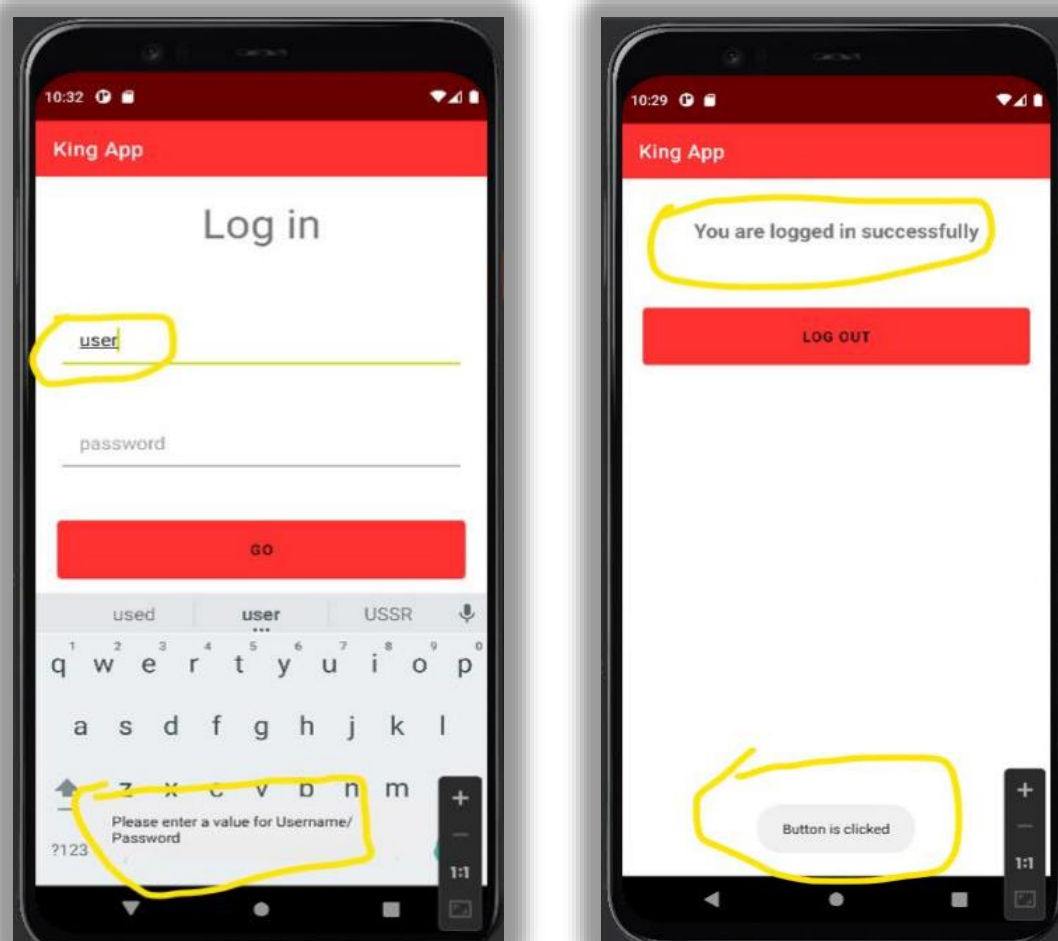 10:32
King App
Log in
user
password
GO
used user USSR
1 2 3 4 5 6 7 8 9 0
q w e r t y u i o p
a s d f g h j k l
z x c v b n m
Please enter a value for Username/
Password
?123
1:1
10:29
King App
You are logged in successfully
LOG OUT
Button is clicked
1:1